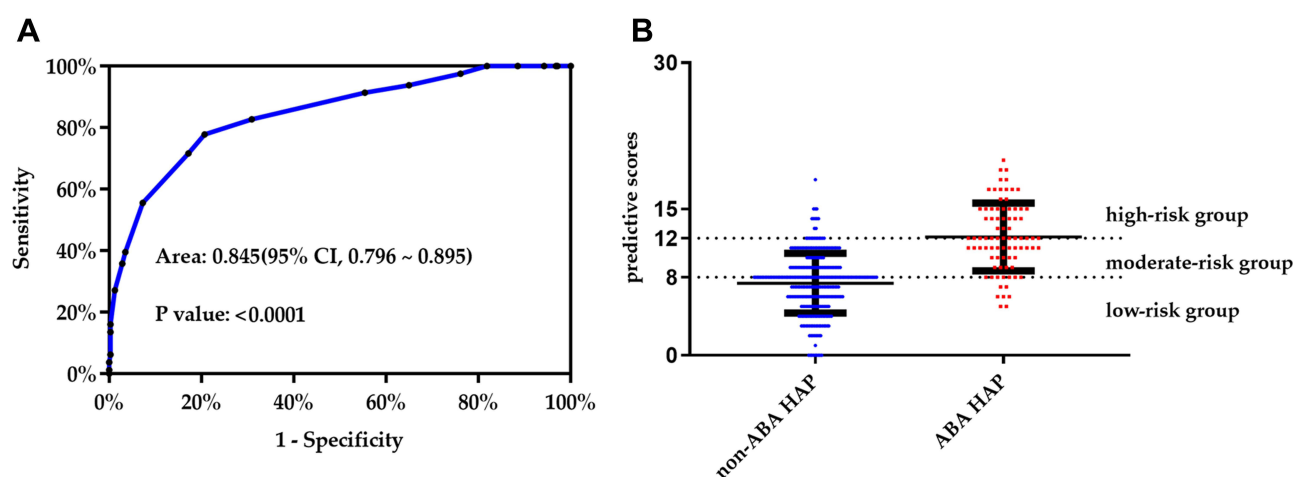 A
100%
80%
60%
40%
20%
0%
Sensitivity
Area: 0.845(95% CI, 0.796 ~ 0.895)
P value: <0.0001
0% 20% 40% 60% 80% 100%
1 - Specificity
B
30
15
12
8
0
predictive scores
high-risk group
moderate-risk group
low-risk group
non-ABA HAP
ABA HAP